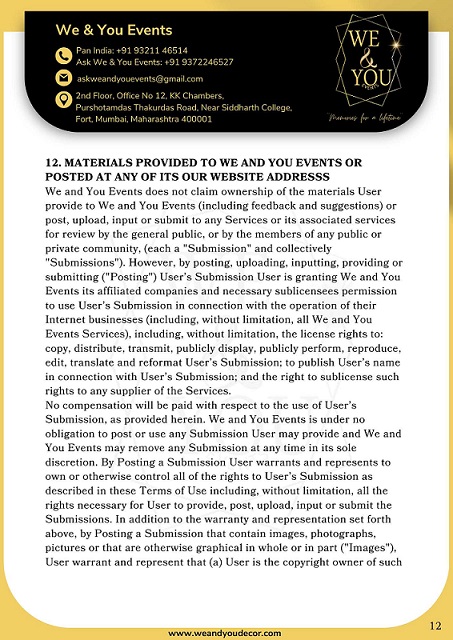 We & You Events
Pan India: +91 93211 46514
Ask We & You Events: +91 9372246527
askweandyouevents@gmail.com
2nd Floor, Office No 12, KK Chambers,
Purshotamdas Thakurdas Road, Near Siddharth College,
Fort, Mumbai, Maharashtra 400001
WE
&
YOU
EVENTS
Memories for a lifetime
12. MATERIALS PROVIDED TO WE AND YOU EVENTS OR
POSTED AT ANY OF ITS OUR WEBSITE ADDRESSS
We and You Events does not claim ownership of the materials User
provide to We and You Events (including feedback and suggestions) or
post, upload, input or submit to any Services or its associated services
for review by the general public, or by the members of any public or
private community, (each a "Submission" and collectively
"Submissions"). However, by posting, uploading, inputting, providing or
submitting ("Posting") User's Submission User is granting We and You
Events its affiliated companies and necessary sublicensees permission
to use User's Submission in connection with the operation of their
Internet businesses (including, without limitation, all We and You
Events Services), including, without limitation, the license rights to:
copy, distribute, transmit, publicly display, publicly perform, reproduce,
edit, translate and reformat User's Submission; to publish User's name
in connection with User's Submission; and the right to sublicense such
rights to any supplier of the Services.
No compensation will be paid with respect to the use of User's
Submission, as provided herein. We and You Events is under no
obligation to post or use any Submission User may provide and We and
You Events may remove any Submission at any time in its sole
discretion. By Posting a Submission User warrants and represents to
own or otherwise control all of the rights to User's Submission as
described in these Terms of Use including, without limitation, all the
rights necessary for User to provide, post, upload, input or submit the
Submissions. In addition to the warranty and representation set forth
above, by Posting a Submission that contain images, photographs,
pictures or that are otherwise graphical in whole or in part ("Images"),
User warrant and represent that (a) User is the copyright owner of such
12
www.weandyoudecor.com